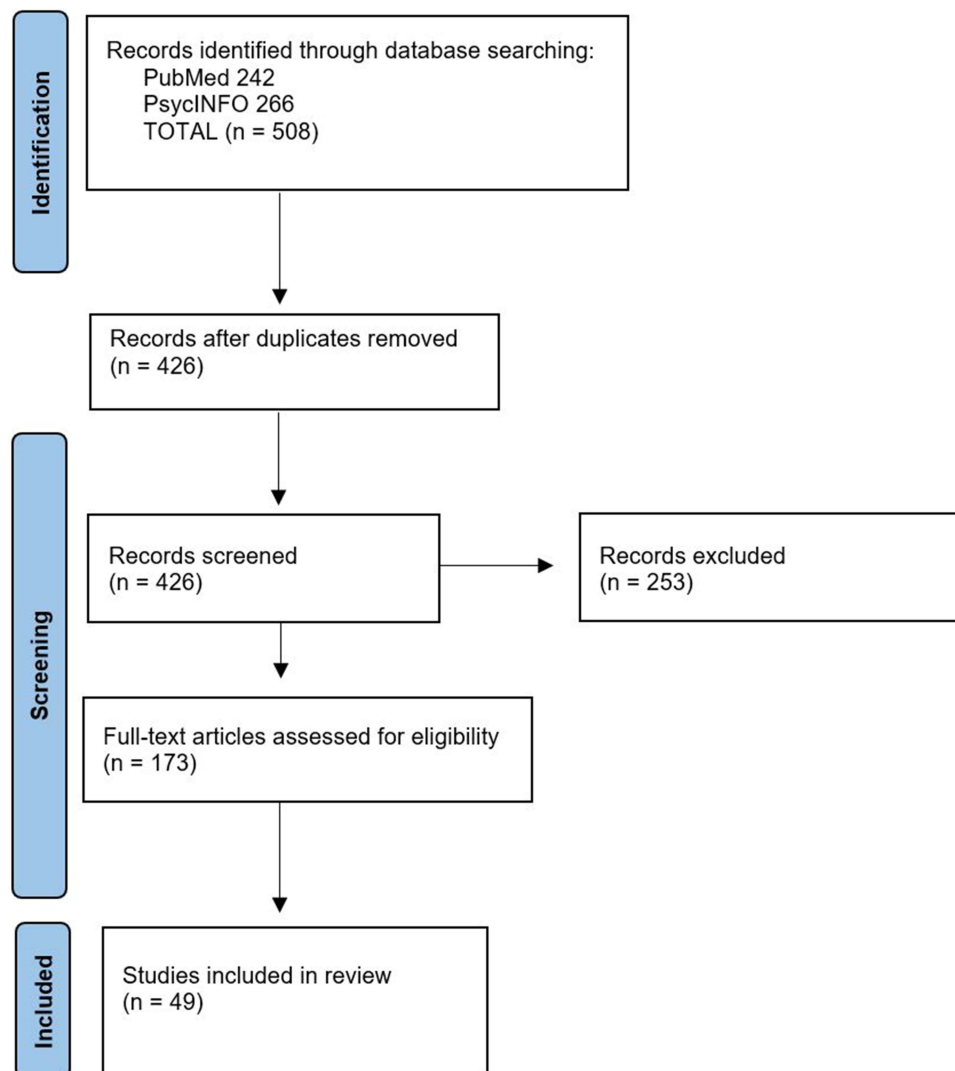 Identification
Records identified through database searching:
PubMed 242
PsycINFO 266
TOTAL (n = 508)
Records after duplicates removed
(n = 426)
Screening
Records screened
(n = 426)
Records excluded
(n = 253)
Full-text articles assessed for eligibility
(n = 173)
Included
Studies included in review
(n = 49)